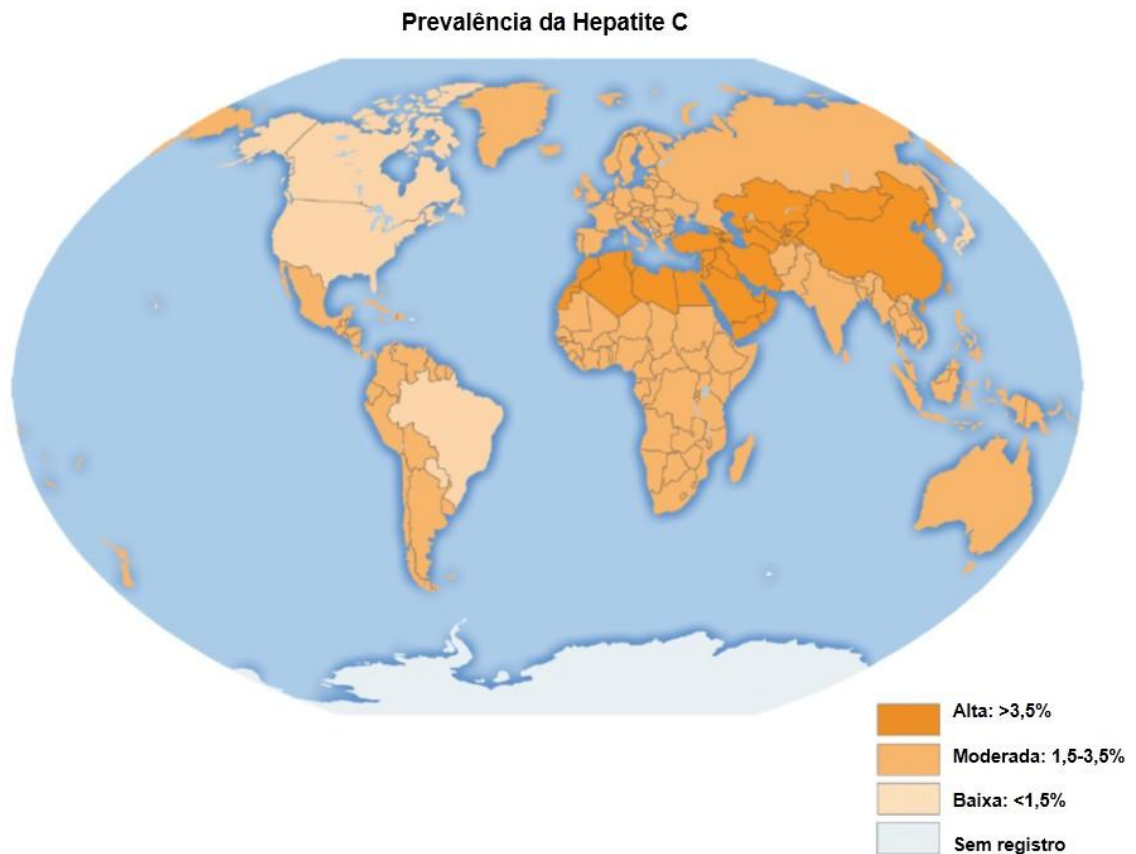 Prevalência da Hepatite C
Alta: >3,5%
Moderada: 1,5-3,5%
Baixa: <1,5%
Sem registro